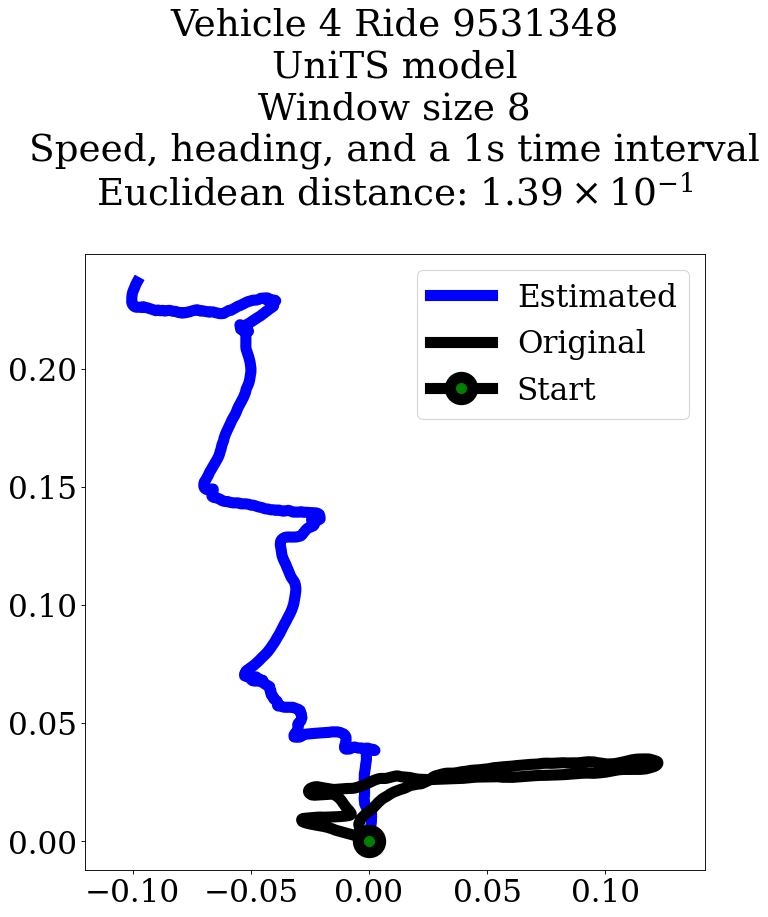 Vehicle 4 Ride 9531348
UniTS model
Window size 8
Speed, heading, and a 1s time interval
Euclidean distance: 1.39 × 10⁻¹
Estimated
Original
Start
0.20
0.15
0.10
0.05
0.00
−0.10 −0.05 0.00 0.05 0.10